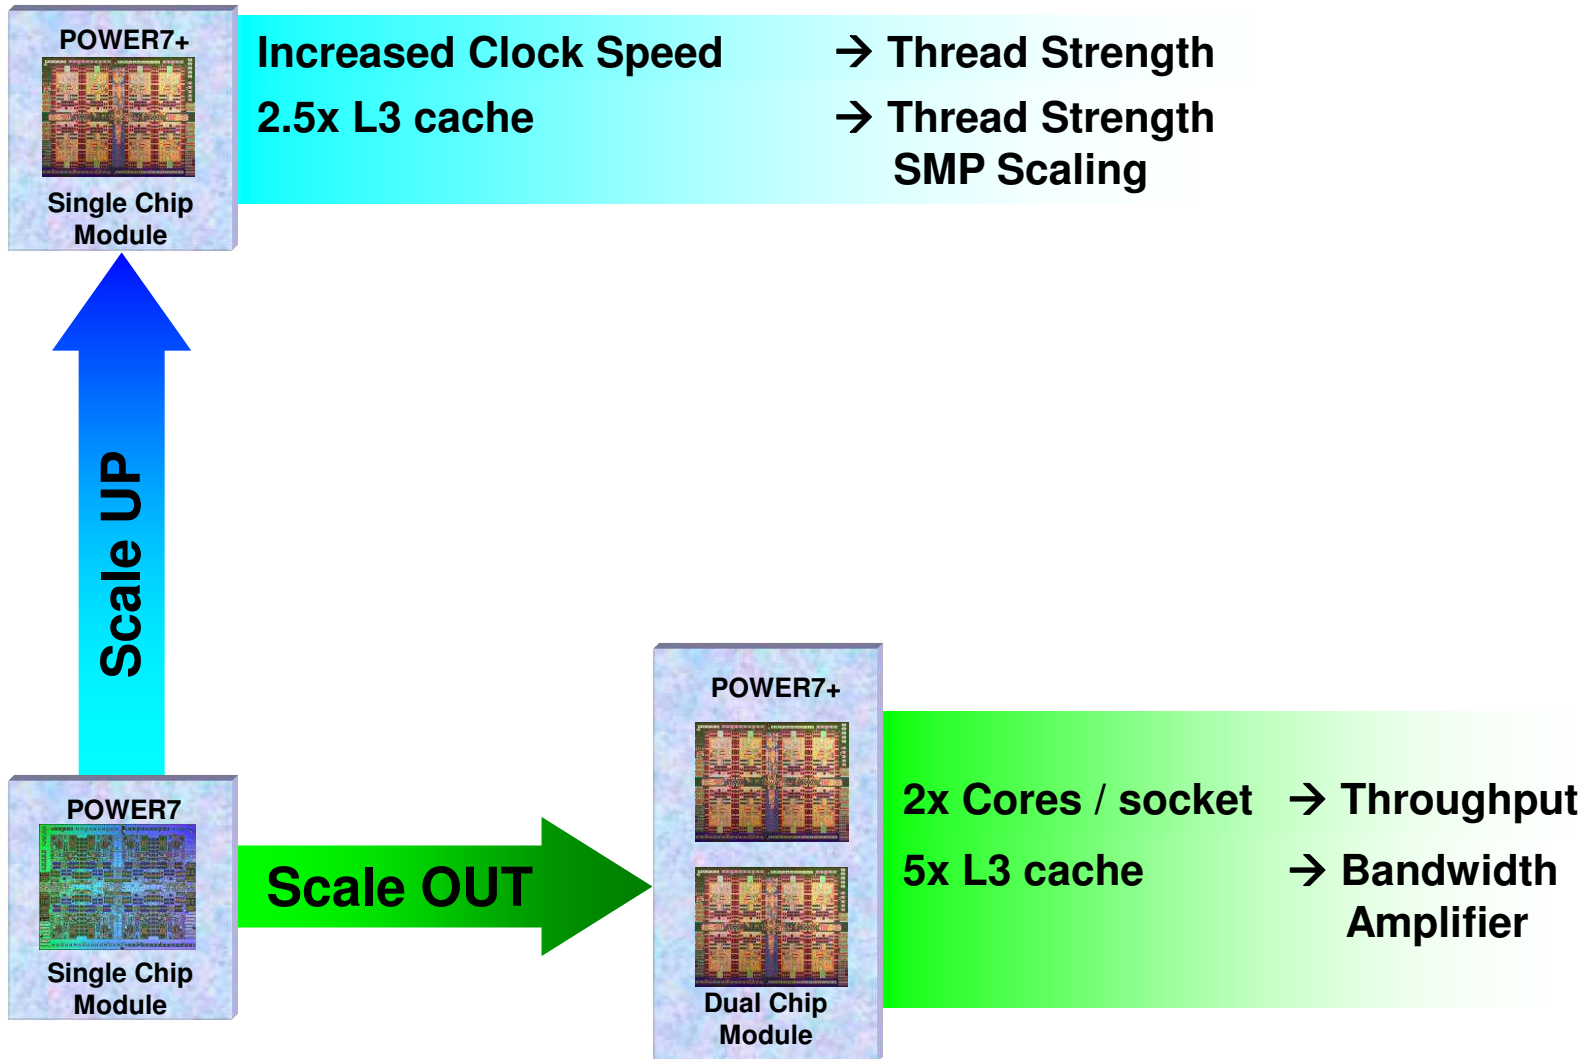 POWER7+
Single Chip
Module
Increased Clock Speed → Thread Strength
2.5x L3 cache → Thread Strength
SMP Scaling
Scale UP
POWER7
Single Chip
Module
Scale OUT
POWER7+
Dual Chip
Module
2x Cores / socket → Throughput
5x L3 cache → Bandwidth
Amplifier